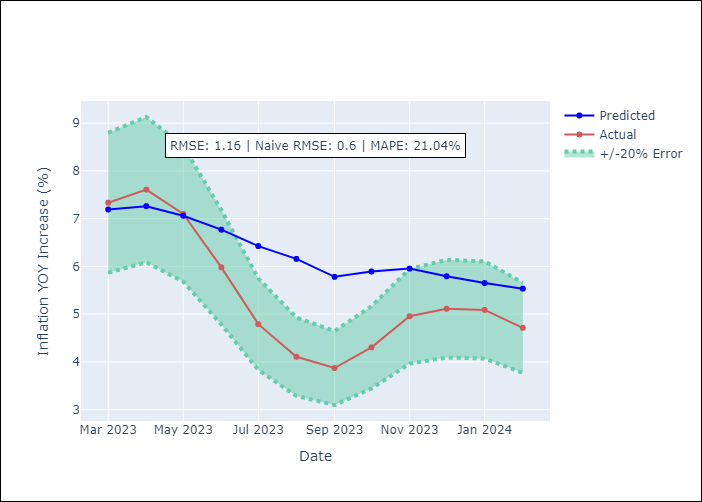 Predicted
Actual
+/-20% Error
RMSE: 1.16 | Naive RMSE: 0.6 | MAPE: 21.04%
Inflation YOY Increase (%)
9
8
7
6
5
4
3
Mar 2023 May 2023 Jul 2023 Sep 2023 Nov 2023 Jan 2024
Date